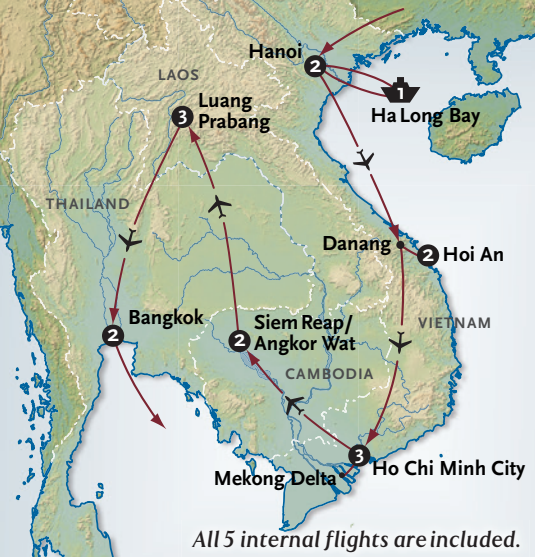 Hanoi
2
LAOS
1
Ha Long Bay
3
Luang
Prabang
THAILAND
Danang
2
Hoi An
Bangkok
2
Siem Reap/
Angkor Wat
2
VIETNAM
CAMBODIA
3
Ho Chi Minh City
Mekong Delta
All 5 internal flights are included.